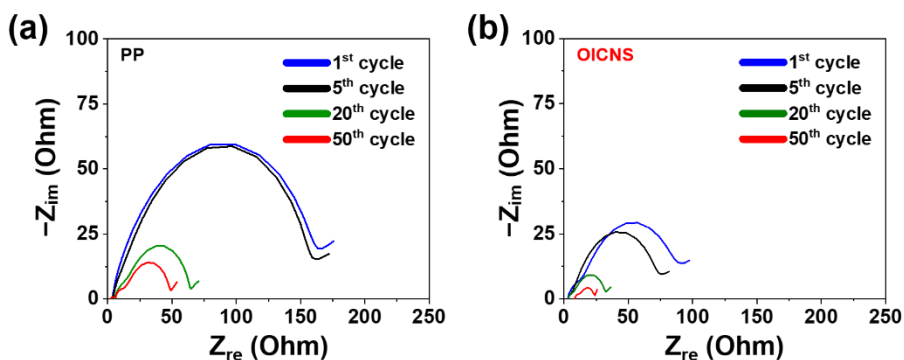 (a)
PP
1st cycle
5th cycle
20th cycle
50th cycle
100
75
50
25
0
−Zim (Ohm)
0 50 100 150 200 250
Zre (Ohm)
(b)
OICNS
1st cycle
5th cycle
20th cycle
50th cycle
100
75
50
25
0
−Zim (Ohm)
0 50 100 150 200 250
Zre (Ohm)